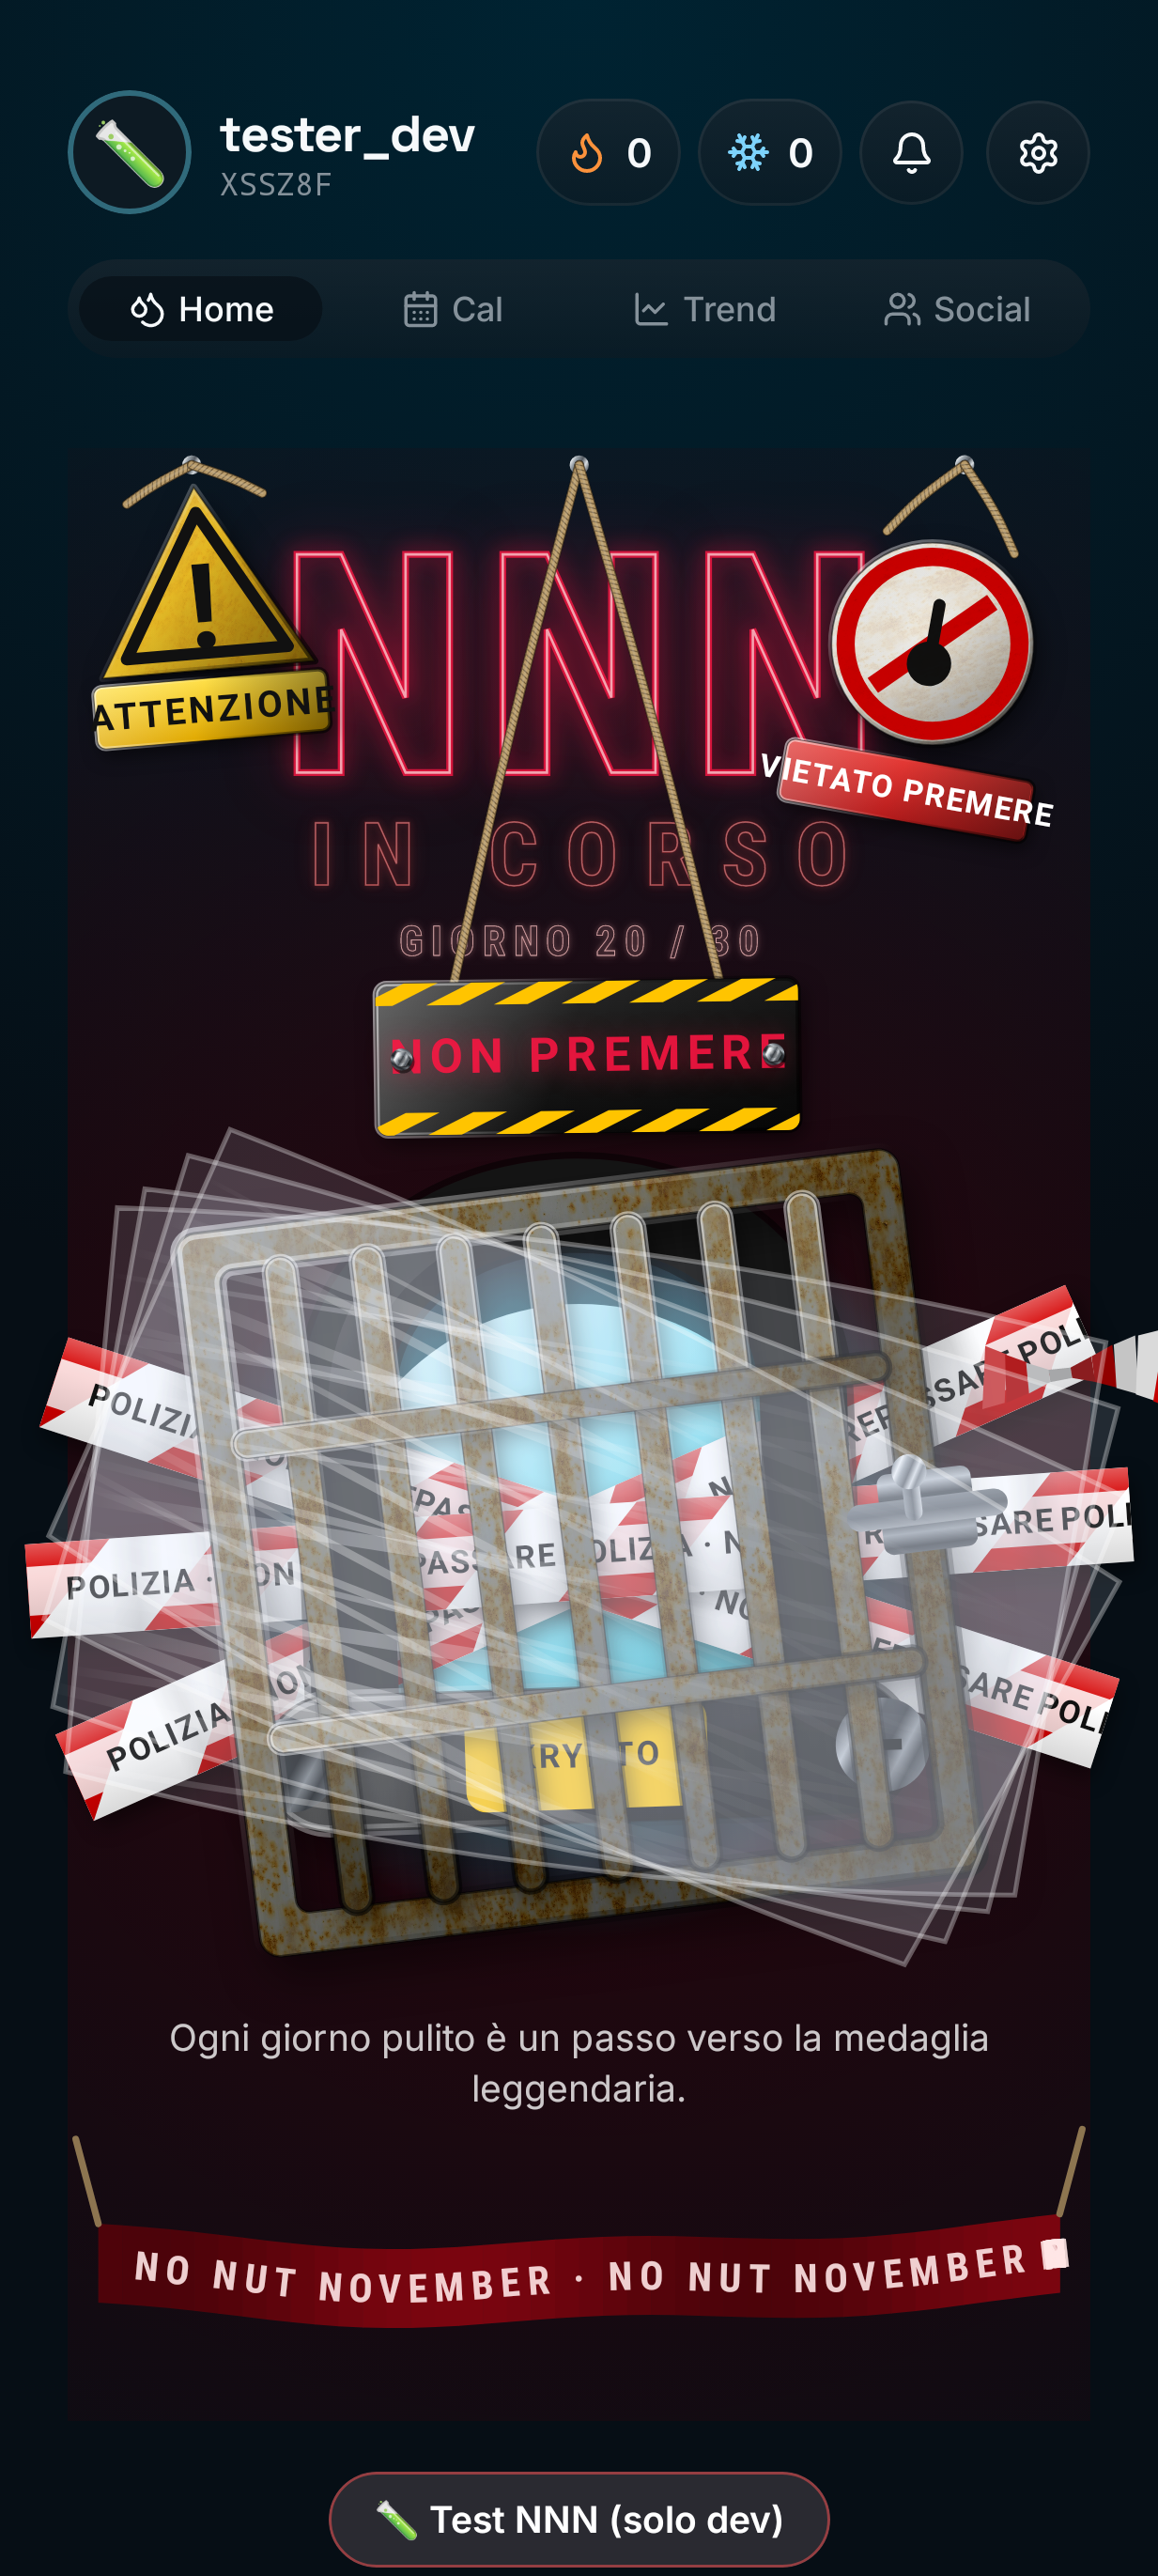 tester_dev
XSSZ8F
0
0
Home
Cal
Trend
Social
NNN
ATTENZIONE
VIETATO PREMERE
IN CORSO
GIORNO 20 / 30
NON PREMERE
POLIZIA
POLIZIA ·
POLIZIA
Ogni giorno pulito è un passo verso la medaglia
leggendaria.
NO NUT NOVEMBER · NO NUT NOVEMBER
Test NNN (solo dev)